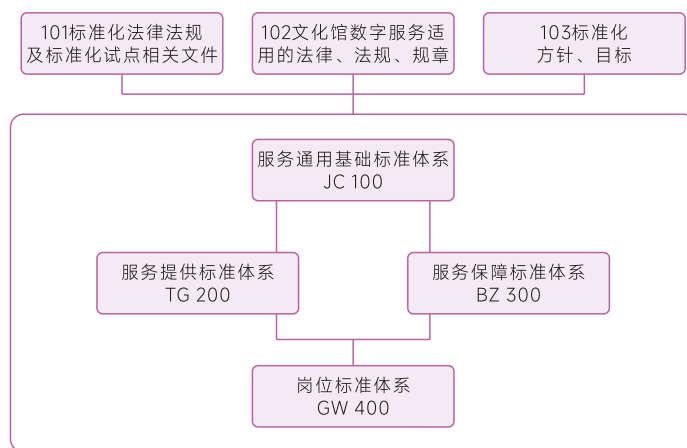 101标准化法律法规
及标准化试点相关文件
102文化馆数字服务适
用的法律、法规、规章
103标准化
方针、目标
服务通用基础标准体系
JC 100
服务提供标准体系
TG 200
服务保障标准体系
BZ 300
岗位标准体系
GW 400